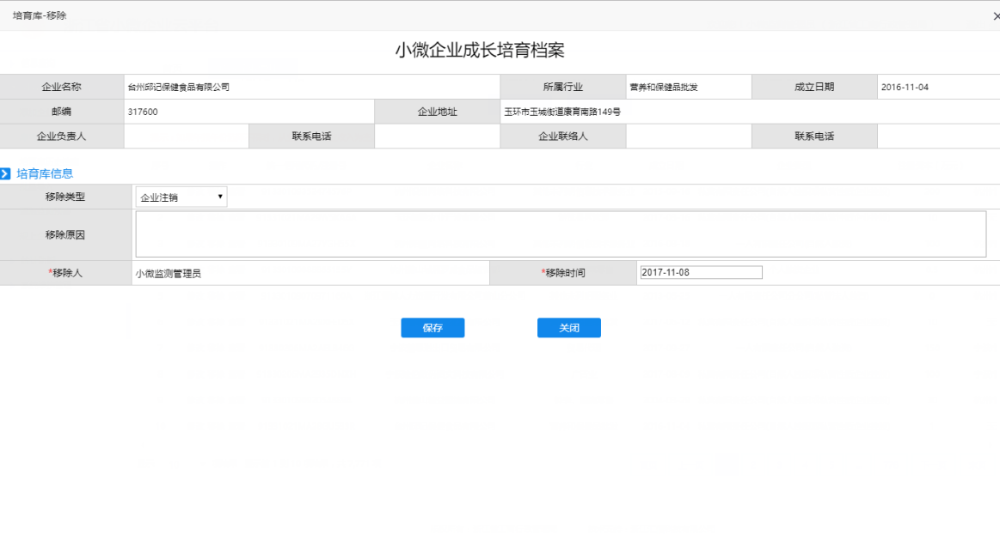 培育库-移除
×
小微企业成长培育档案
企业名称 台州邱记保健食品有限公司 所属行业 营养和保健品批发 成立日期 2016-11-04
邮编 317600 企业地址 玉环市玉城街道康育南路149号
企业负责人 联系电话 企业联络人 联系电话
培育库信息
移除类型 企业注销
移除原因
*移除人 小微监测管理员 *移除时间 2017-11-08
保存 关闭